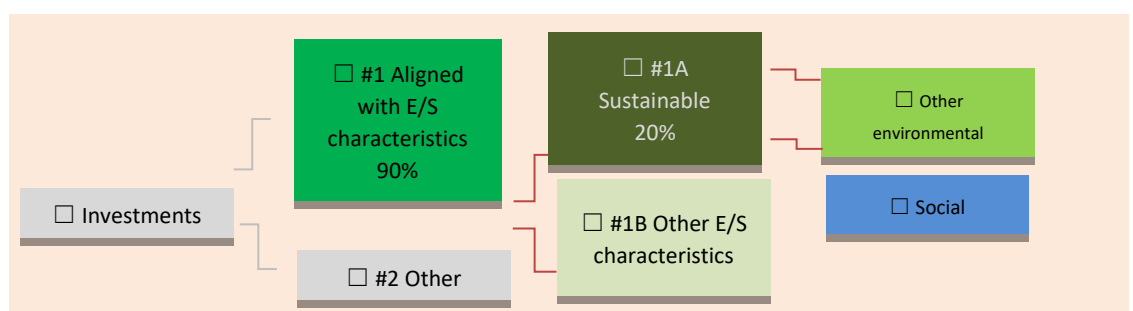 ☐ Investments
☐ #1 Aligned
with E/S
characteristics
90%
☐ #2 Other
☐ #1A
Sustainable
20%
☐ #1B Other E/S
characteristics
☐ Other
environmental
☐ Social